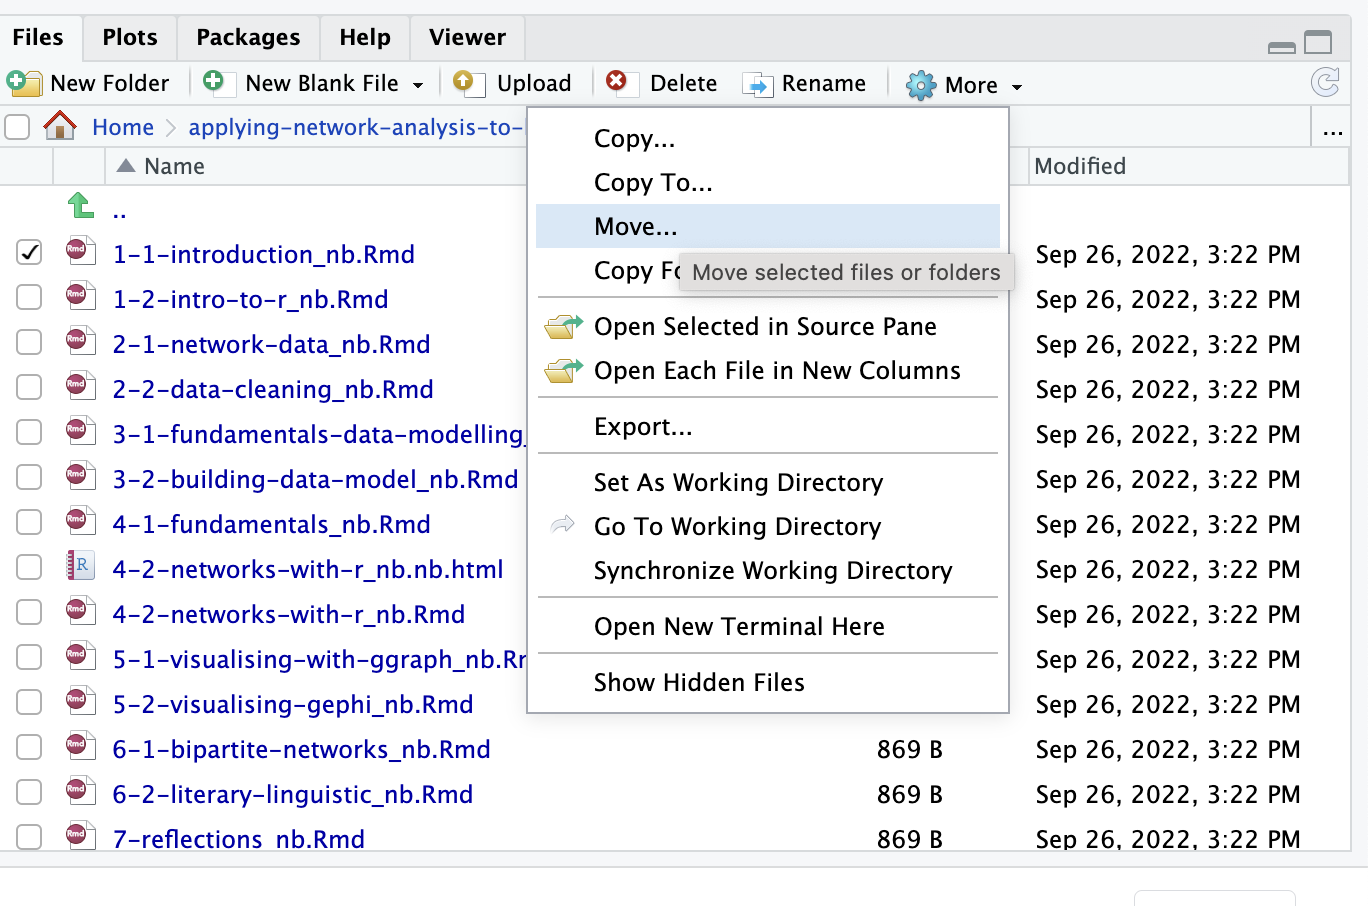 Files Plots Packages Help Viewer
New Folder New Blank File Upload Delete Rename More
Home applying-network-analysis-to- ...
Name Modified
..
1-1-introduction_nb.Rmd Sep 26, 2022, 3:22 PM
1-2-intro-to-r_nb.Rmd Sep 26, 2022, 3:22 PM
2-1-network-data_nb.Rmd Sep 26, 2022, 3:22 PM
2-2-data-cleaning_nb.Rmd Sep 26, 2022, 3:22 PM
3-1-fundamentals-data-modelling_ Sep 26, 2022, 3:22 PM
3-2-building-data-model_nb.Rmd Sep 26, 2022, 3:22 PM
4-1-fundamentals_nb.Rmd Sep 26, 2022, 3:22 PM
4-2-networks-with-r_nb.nb.html Sep 26, 2022, 3:22 PM
4-2-networks-with-r_nb.Rmd Sep 26, 2022, 3:22 PM
5-1-visualising-with-ggraph_nb.Rm Sep 26, 2022, 3:22 PM
5-2-visualising-gephi_nb.Rmd Sep 26, 2022, 3:22 PM
6-1-bipartite-networks_nb.Rmd 869 B Sep 26, 2022, 3:22 PM
6-2-literary-linguistic_nb.Rmd 869 B Sep 26, 2022, 3:22 PM
7-reflections_nb.Rmd 869 B Sep 26, 2022, 3:22 PM
Copy...
Copy To...
Move...
Copy Fo
Move selected files or folders
Open Selected in Source Pane
Open Each File in New Columns
Export...
Set As Working Directory
Go To Working Directory
Synchronize Working Directory
Open New Terminal Here
Show Hidden Files